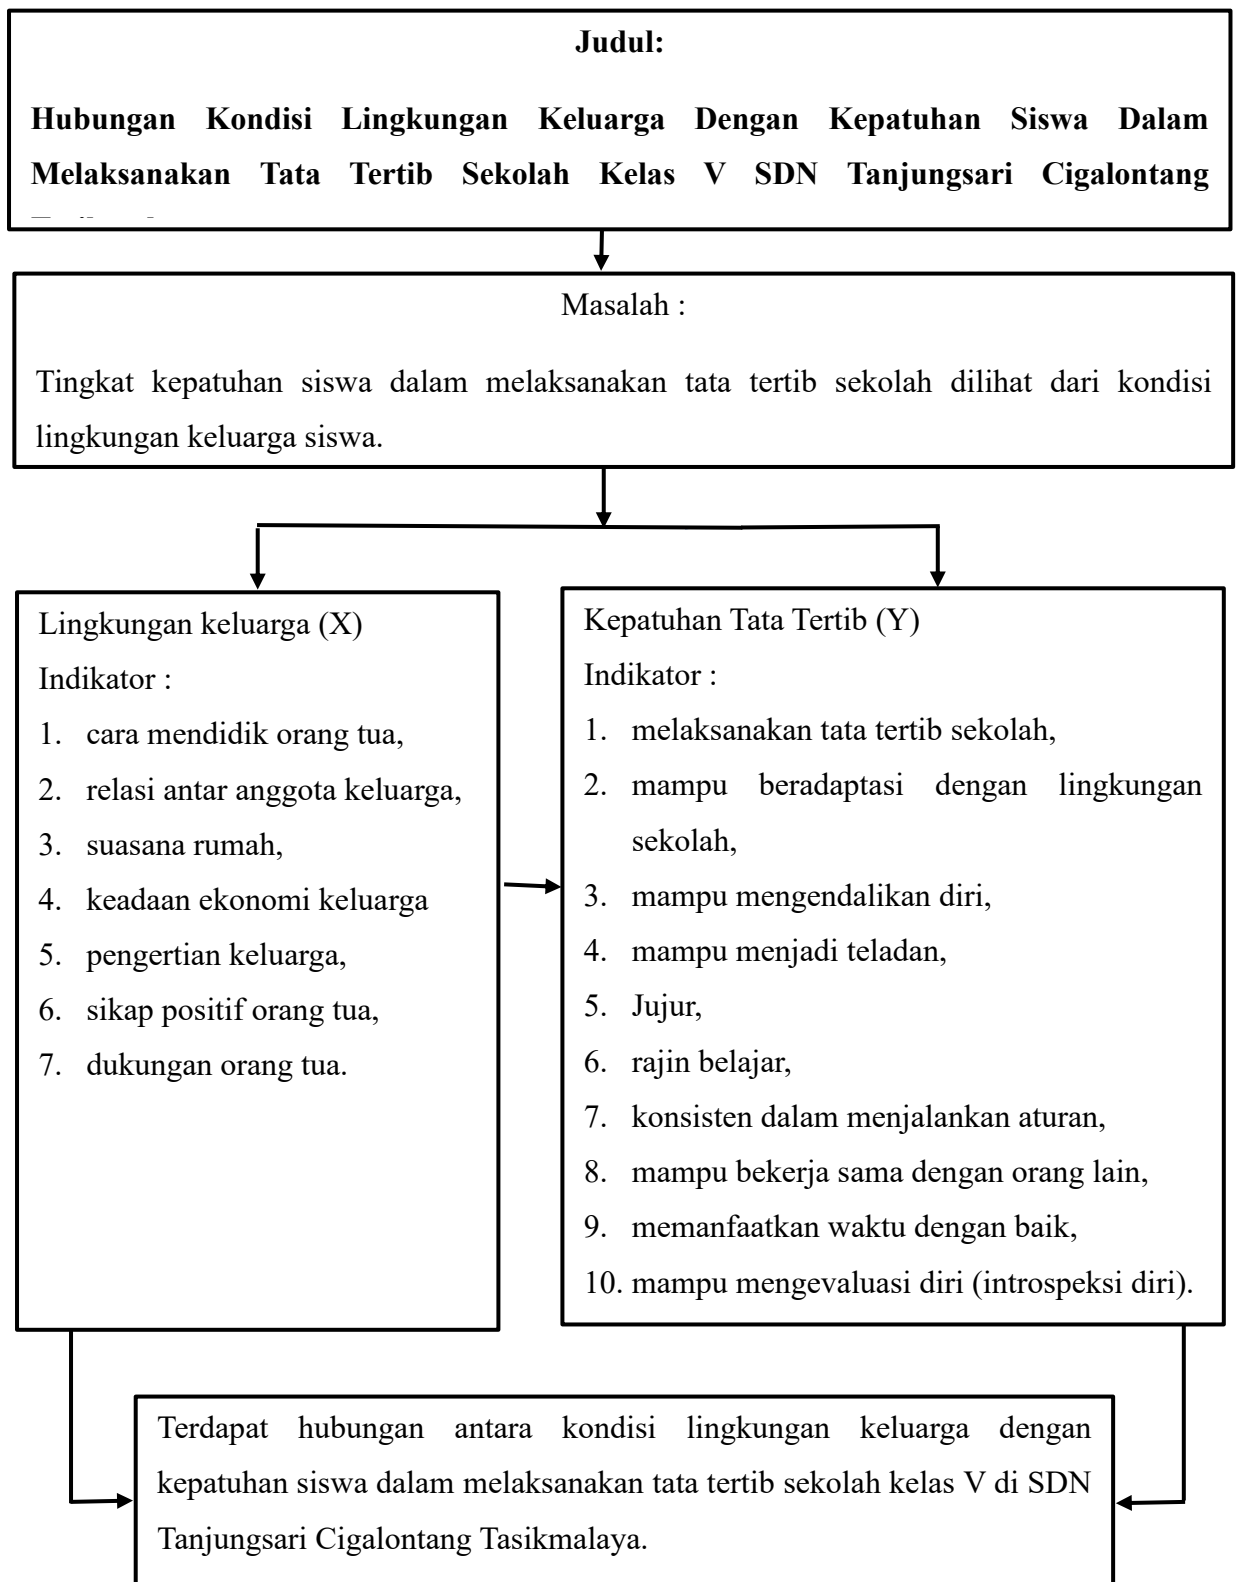 Judul:
Hubungan Kondisi Lingkungan Keluarga Dengan Kepatuhan Siswa Dalam
Melaksanakan Tata Tertib Sekolah Kelas V SDN Tanjungsari Cigalontang
Masalah :
Tingkat kepatuhan siswa dalam melaksanakan tata tertib sekolah dilihat dari kondisi
lingkungan keluarga siswa.
Lingkungan keluarga (X)
Indikator :
1. cara mendidik orang tua,
2. relasi antar anggota keluarga,
3. suasana rumah,
4. keadaan ekonomi keluarga
5. pengertian keluarga,
6. sikap positif orang tua,
7. dukungan orang tua.
Kepatuhan Tata Tertib (Y)
Indikator :
1. melaksanakan tata tertib sekolah,
2. mampu beradaptasi dengan lingkungan
sekolah,
3. mampu mengendalikan diri,
4. mampu menjadi teladan,
5. Jujur,
6. rajin belajar,
7. konsisten dalam menjalankan aturan,
8. mampu bekerja sama dengan orang lain,
9. memanfaatkan waktu dengan baik,
10. mampu mengevaluasi diri (introspeksi diri).
Terdapat hubungan antara kondisi lingkungan keluarga dengan
kepatuhan siswa dalam melaksanakan tata tertib sekolah kelas V di SDN
Tanjungsari Cigalontang Tasikmalaya.